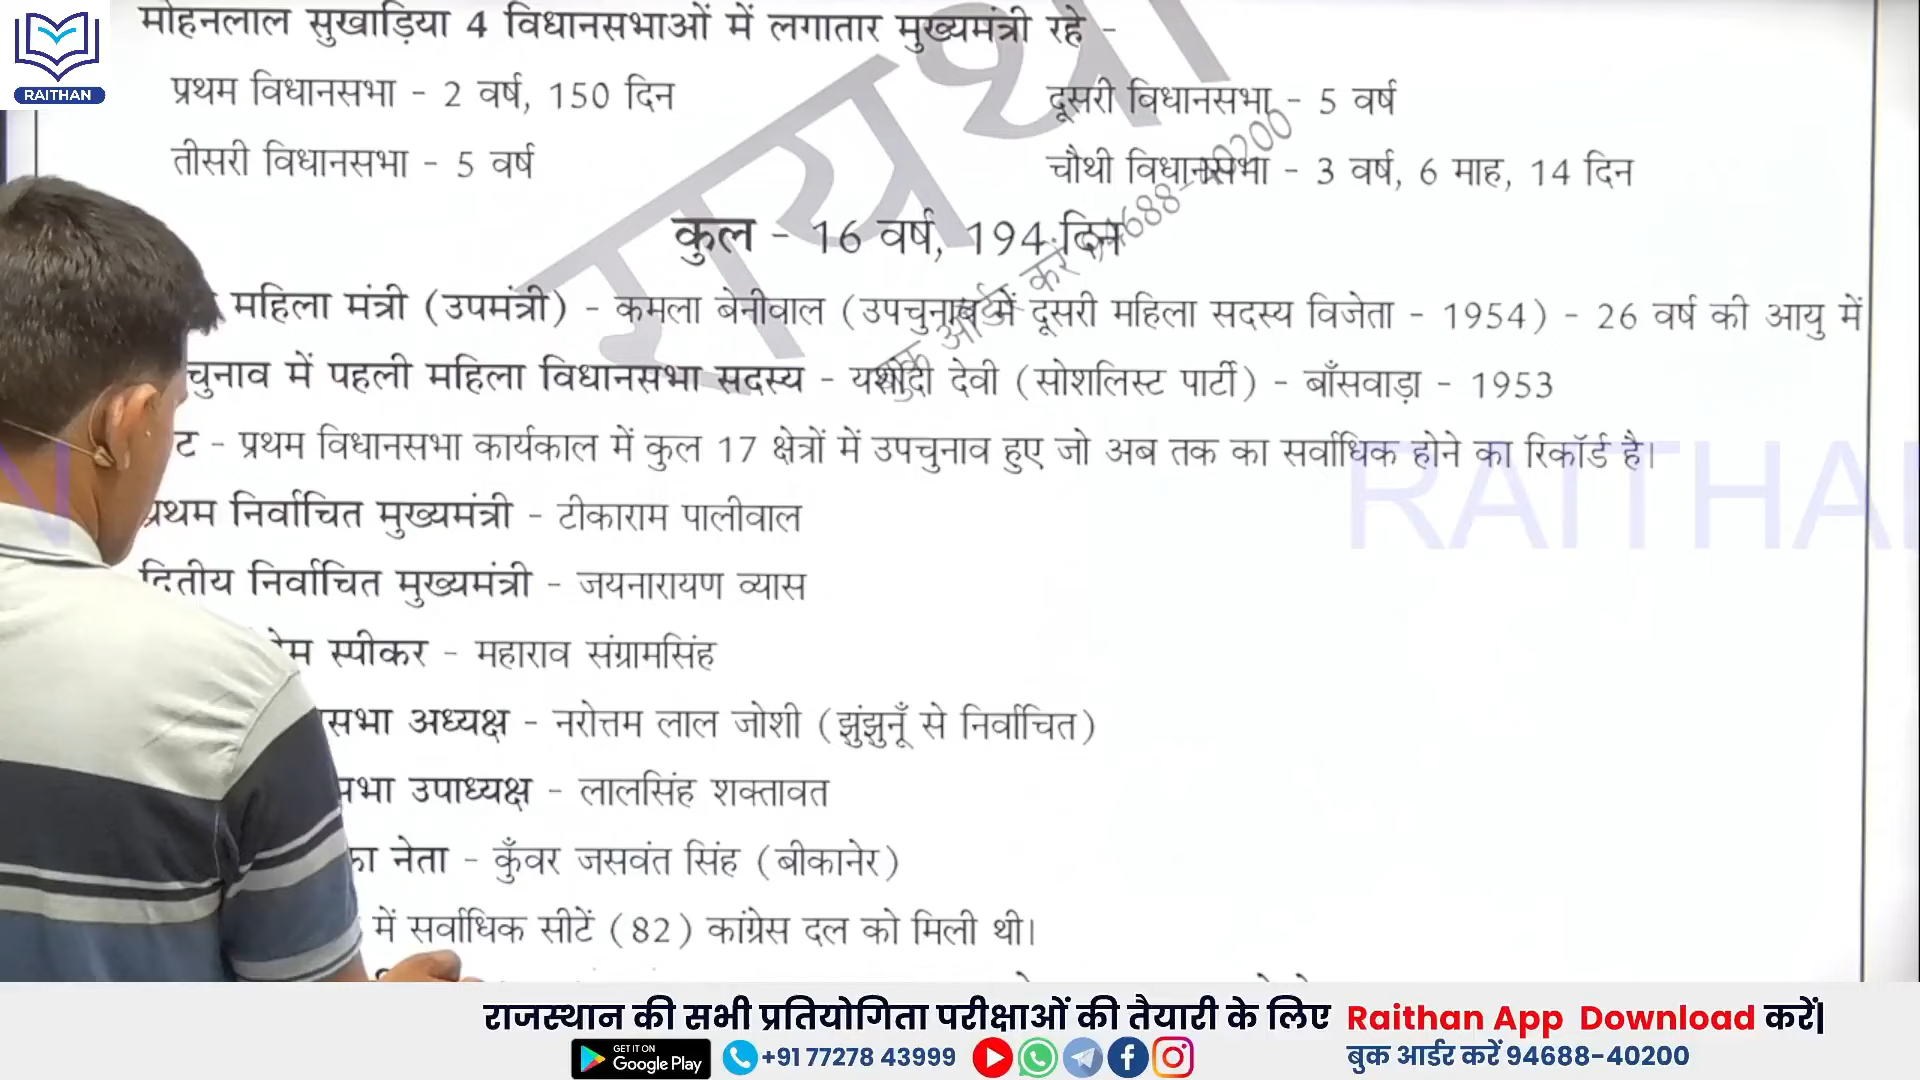 RAITHAN
मोहनलाल सुखाड़िया 4 विधानसभाओं में लगातार मुख्यमंत्री रहे -
प्रथम विधानसभा - 2 वर्ष, 150 दिन
दूसरी विधानसभा - 5 वर्ष
तीसरी विधानसभा - 5 वर्ष
चौथी विधानसभा - 3 वर्ष, 6 माह, 14 दिन
कुल - 16 वर्ष, 194 दिन
महिला मंत्री (उपमंत्री) - कमला बेनीवाल (उपचुनाव में दूसरी महिला सदस्य विजेता - 1954) - 26 वर्ष की आयु में
चुनाव में पहली महिला विधानसभा सदस्य - यशोदा देवी (सोशलिस्ट पार्टी) - बाँसवाड़ा - 1953
- प्रथम विधानसभा कार्यकाल में कुल 17 क्षेत्रों में उपचुनाव हुए जो अब तक का सर्वाधिक होने का रिकॉर्ड है।
प्रथम निर्वाचित मुख्यमंत्री - टीकाराम पालीवाल
द्वितीय निर्वाचित मुख्यमंत्री - जयनारायण व्यास
स्पीकर - महाराव संग्रामसिंह
सभा अध्यक्ष - नरोत्तम लाल जोशी (झुंझुनूँ से निर्वाचित)
उपाध्यक्ष - लालसिंह शक्तावत
का नेता - कुँवर जसवंत सिंह (बीकानेर)
में सर्वाधिक सीटें (82) कांग्रेस दल को मिली थी।
राजस्थान की सभी प्रतियोगिता परीक्षाओं की तैयारी के लिए Raithan App Download करें|
GET IT ON Google Play +91 77278 43999
बुक आर्डर करें 94688-40200